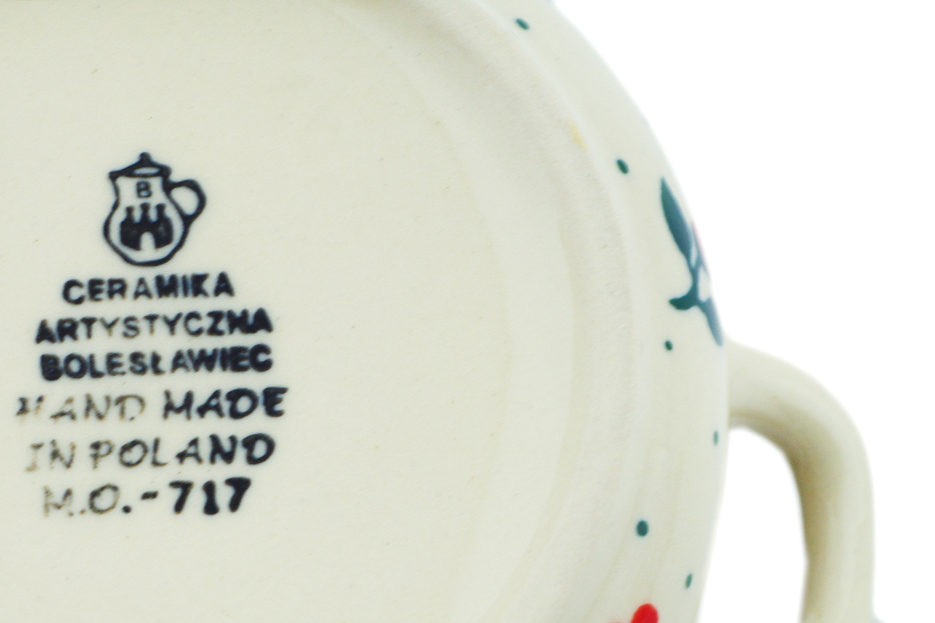 B
CERAMIKA
ARTYSTYCZNA
BOLESŁAWIEC
HAND MADE
IN POLAND
M.O.-717